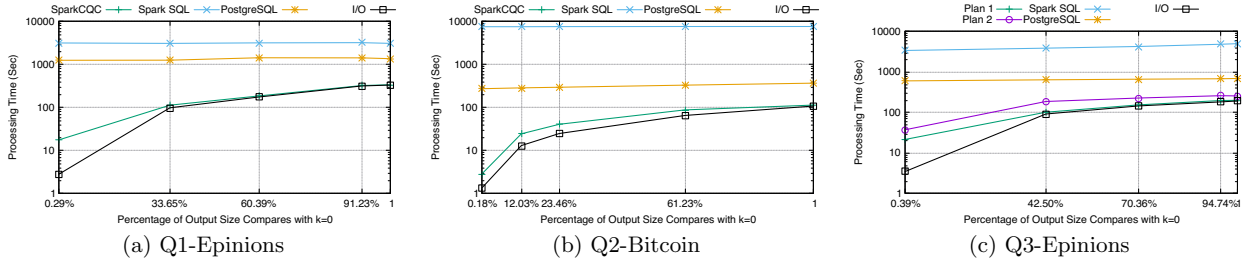 SparkCQC Spark SQL PostgreSQL I/O
10000
1000
100
10
1
Processing Time (Sec)
0.29% 33.65% 60.39% 91.23% 1
Percentage of Output Size Compares with k=0
(a) Q1-Epinions
SparkCQC Spark SQL PostgreSQL I/O
10000
1000
100
10
1
Processing Time (Sec)
0.18% 12.03% 23.46% 61.23% 1
Percentage of Output Size Compares with k=0
(b) Q2-Bitcoin
Plan 1 Spark SQL I/O
Plan 2 PostgreSQL
10000
1000
100
10
1
Processing Time (Sec)
0.39% 42.50% 70.36% 94.74% 1
Percentage of Output Size Compares with k=0
(c) Q3-Epinions